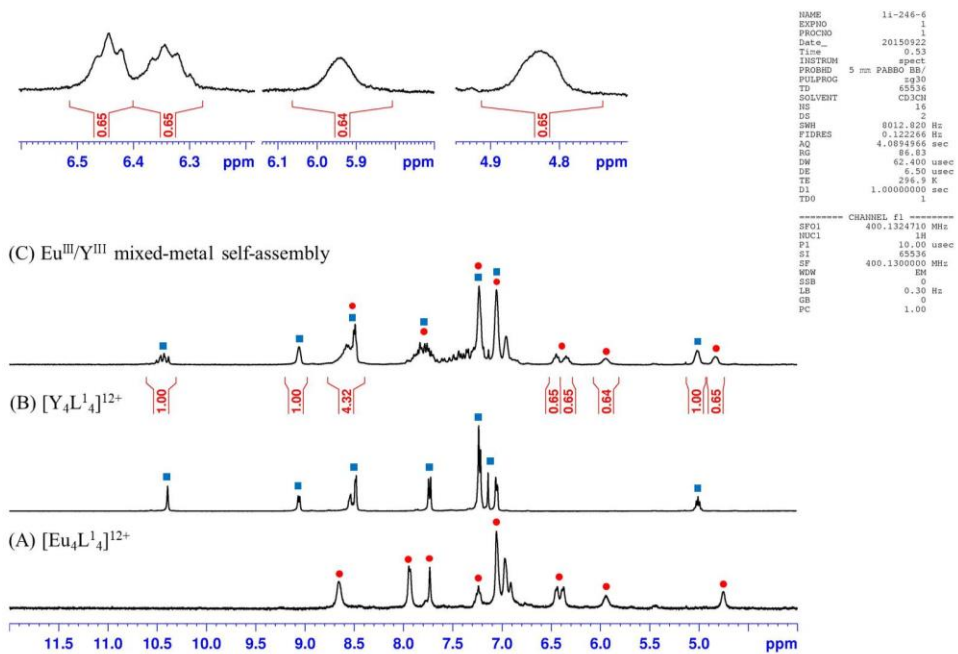 0.65
0.65
0.64
0.65
6.5 6.4 6.3 ppm
6.1 6.0 5.9 ppm
4.9 4.8 ppm
NAME li-246-6
EXPNO 1
PROCNO 1
Date_ 20150922
Time 0.53
INSTRUM spect
PROBHD 5 mm PABBO BB/
PULPROG zg30
TD 65536
SOLVENT CD3CN
NS 16
DS 2
SWH 8012.820 Hz
FIDRES 0.122266 Hz
AQ 4.0894966 sec
RG 86.83
DW 62.400 usec
DE 6.50 usec
TE 296.9 K
D1 1.00000000 sec
TD0 1
======== CHANNEL f1 ========
SFO1 400.1324710 MHz
NUC1 1H
P1 10.00 usec
SI 65536
SF 400.1300000 MHz
WDW EM
SSB 0
LB 0.30 Hz
GB 0
PC 1.00
(C) Eu^III/Y^III mixed-metal self-assembly
1.00
1.00
4.32
0.65
0.65
0.64
1.00
0.65
(B) [Y₄L¹₄]¹²⁺
(A) [Eu₄L¹₄]¹²⁺
11.5 11.0 10.5 10.0 9.5 9.0 8.5 8.0 7.5 7.0 6.5 6.0 5.5 5.0 ppm